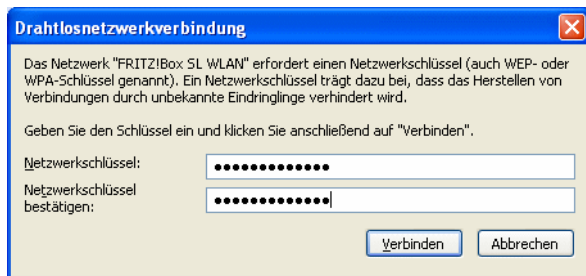 Drahtlosnetzwerkverbindung
Das Netzwerk "FRITZ!Box SL WLAN" erfordert einen Netzwerkschlüssel (auch WEP- oder
WPA-Schlüssel genannt). Ein Netzwerkschlüssel trägt dazu bei, dass das Herstellen von
Verbindungen durch unbekannte Eindringlinge verhindert wird.
Geben Sie den Schlüssel ein und klicken Sie anschließend auf "Verbinden".
Netzwerkschlüssel: •••••••••••••
Netzwerkschlüssel
bestätigen: •••••••••••••
Verbinden Abbrechen